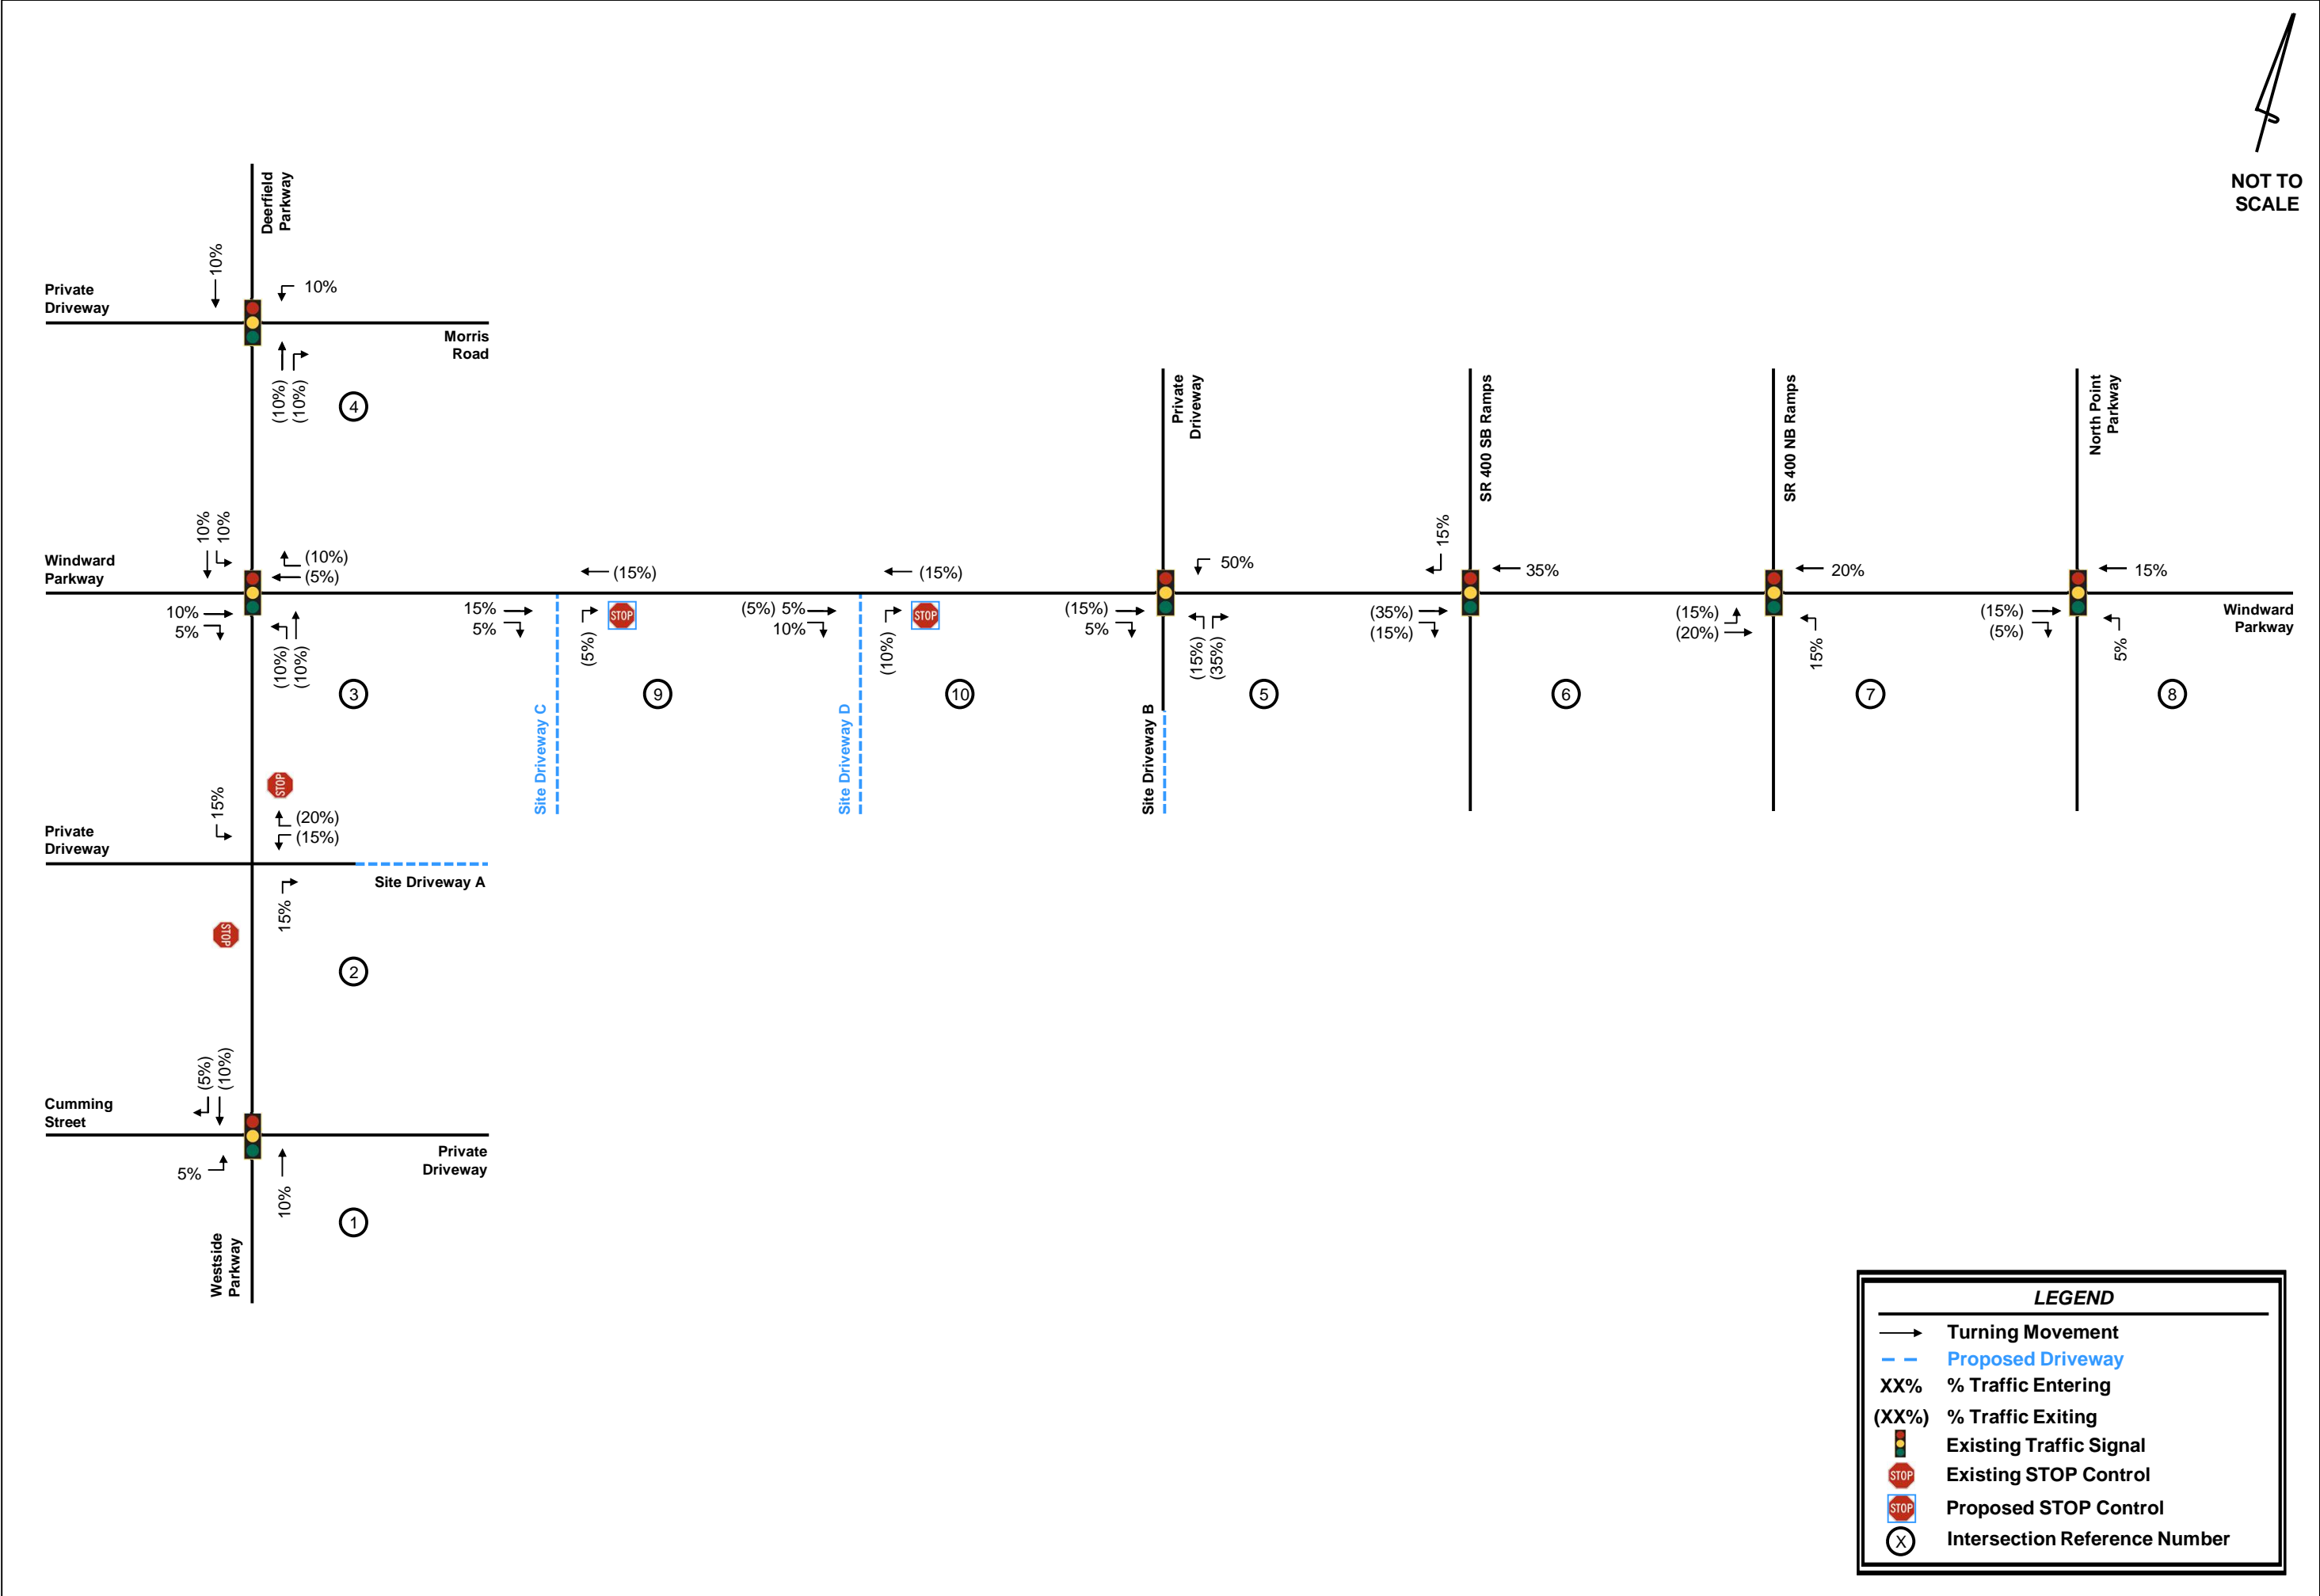 NOT TO
SCALE
Deerfield
Parkway
10%
10%
Private
Driveway
Morris
Road
(10%)
(10%)
4
Private
Driveway
SR 400 SB Ramps
SR 400 NB Ramps
North Point
Parkway
10%
10%
(10%)
(5%)
Windward
Parkway
10%
5%
(10%)
(10%)
3
(15%)
15%
5%
STOP
(5%)
Site Driveway C
9
(15%)
(5%) 5%
10%
STOP
(10%)
Site Driveway D
10
50%
(15%)
5%
(15%)
(35%)
Site Driveway B
5
15%
35%
(35%)
(15%)
6
20%
(15%)
(20%)
15%
7
15%
(15%)
(5%)
5%
Windward
Parkway
8
STOP
15%
(20%)
(15%)
Private
Driveway
Site Driveway A
15%
STOP
2
(5%)
(10%)
Cumming
Street
Private
Driveway
5%
10%
1
Westside
Parkway
LEGEND
Turning Movement
Proposed Driveway
XX% % Traffic Entering
(XX%) % Traffic Exiting
Existing Traffic Signal
STOP Existing STOP Control
STOP Proposed STOP Control
X Intersection Reference Number